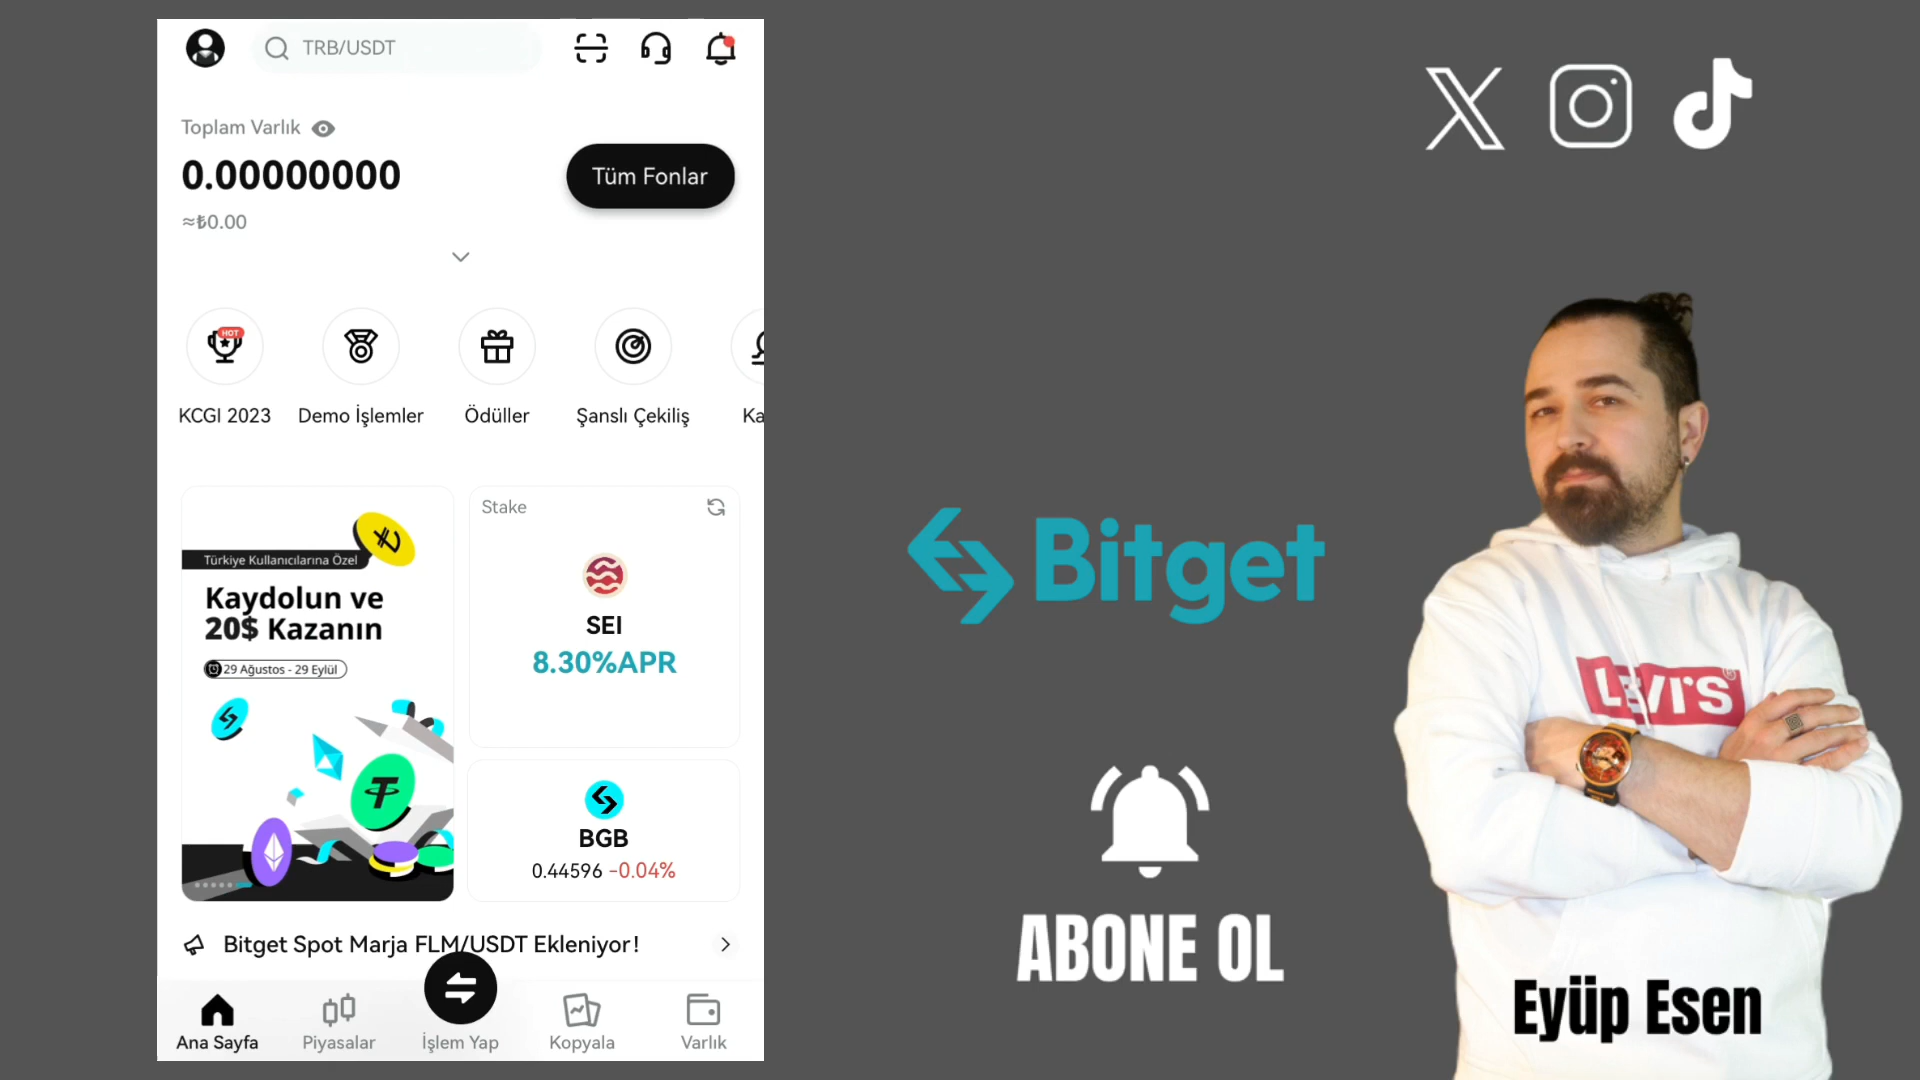 TRB/USDT
Toplam Varlık
0.00000000
Tüm Fonlar
≈₺0.00
HOT
KCGI 2023
Demo İşlemler
Ödüller
Şanslı Çekiliş
Ka
Türkiye Kullanıcılarına Özel
Kaydolun ve
20$ Kazanın
29 Ağustos - 29 Eylül
Stake
SEI
8.30%APR
BGB
0.44596 -0.04%
Bitget Spot Marja FLM/USDT Ekleniyor!
Ana Sayfa
Piyasalar
İşlem Yap
Kopyala
Varlık
Bitget
ABONE OL
LEVI'S®
Eyüp Esen